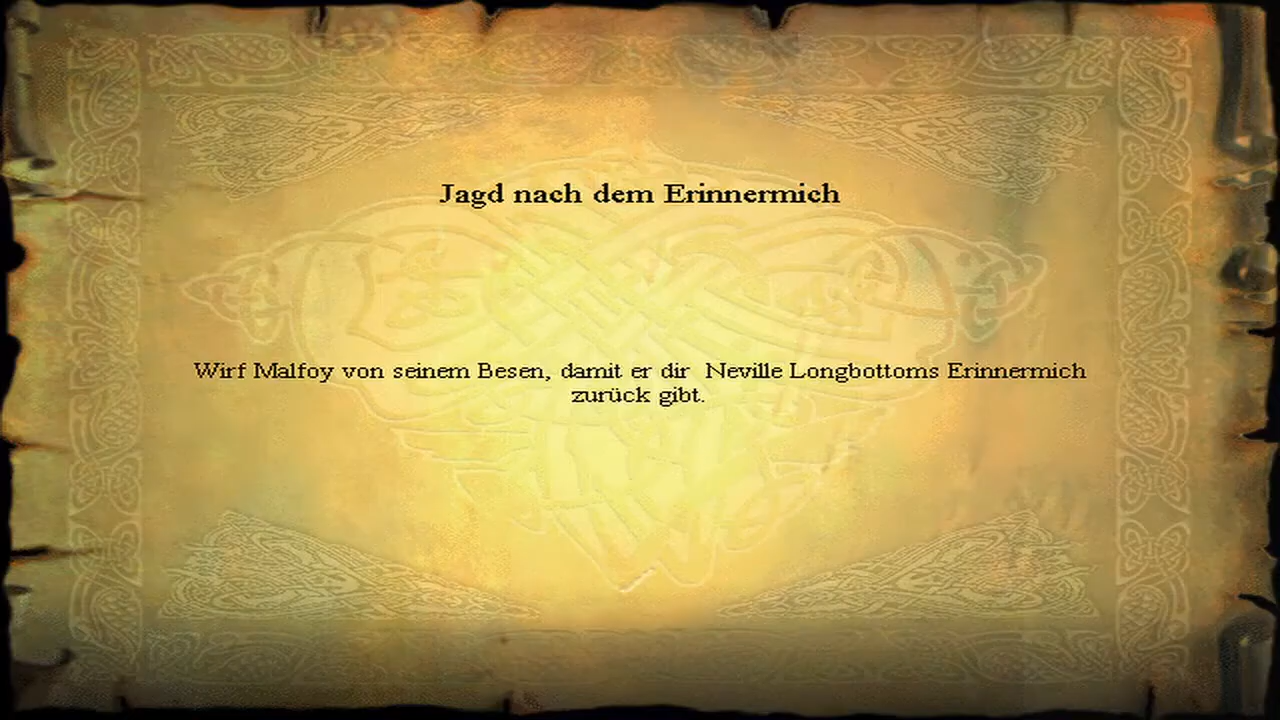 Jagd nach dem Erinnermich
Wirf Malfoy von seinem Besen, damit er dir  Neville Longbottoms Erinnermich
zurück gibt.